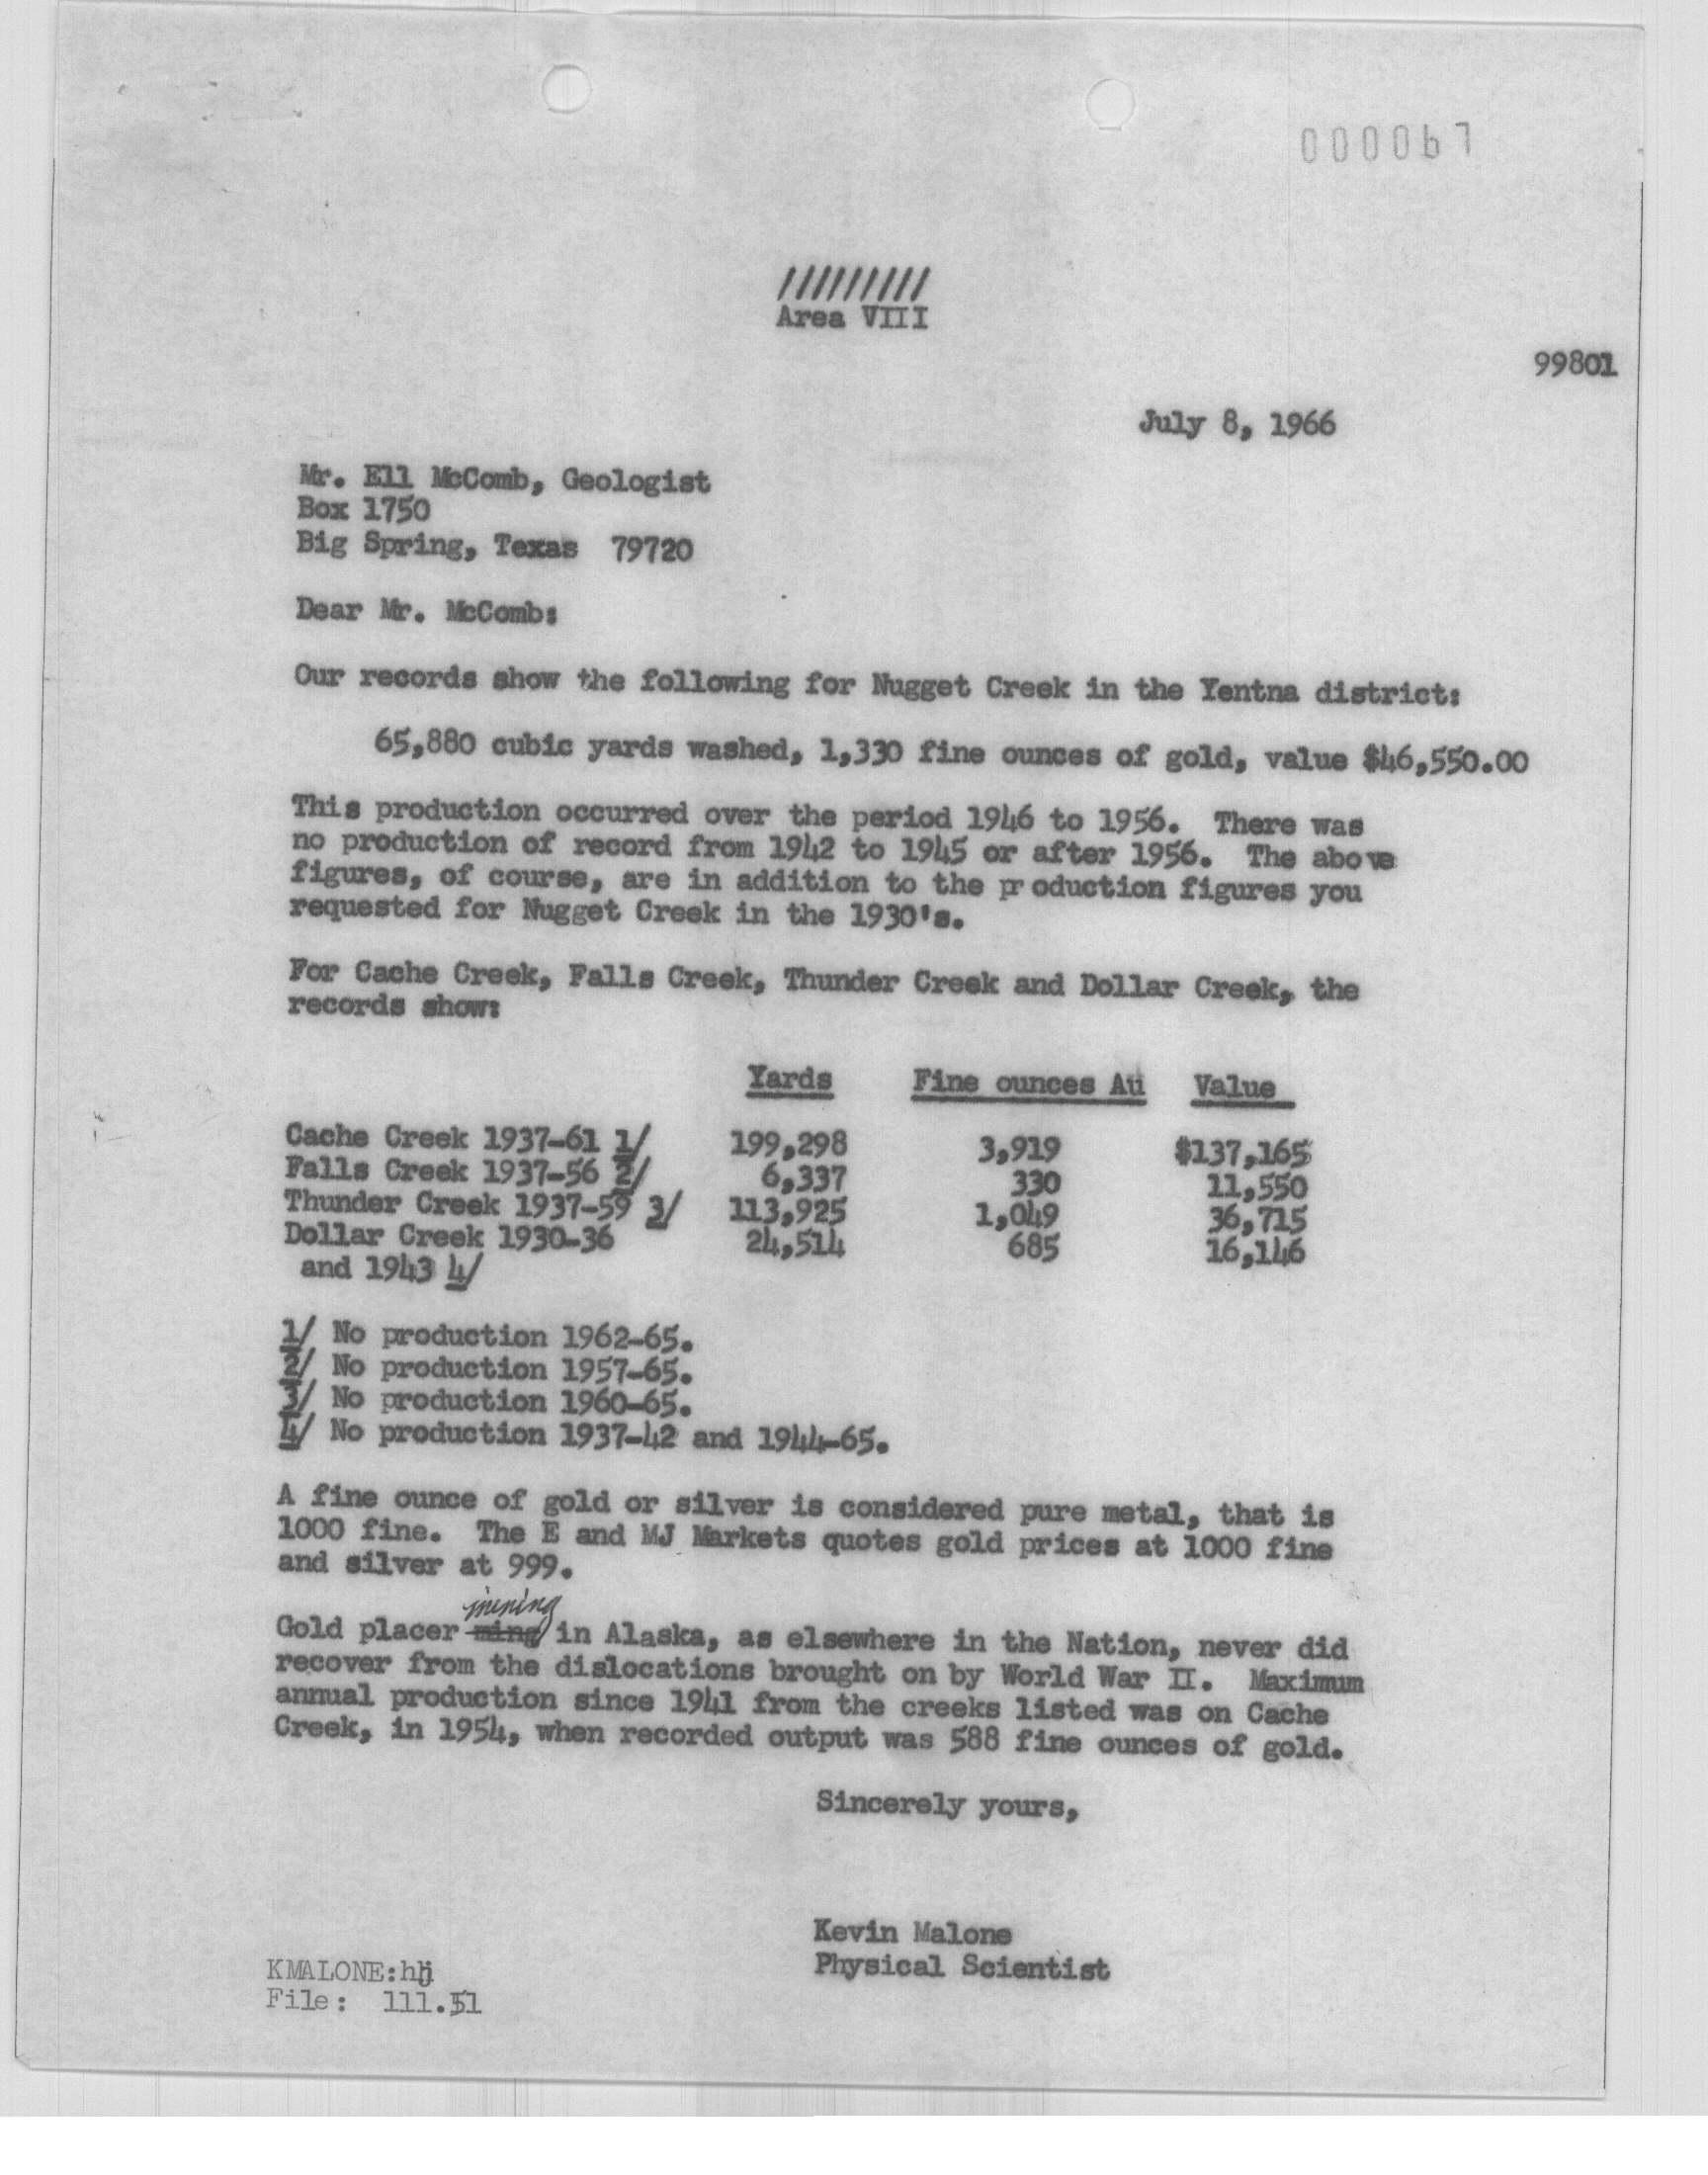 000067
/////////
Area VIII
99801
July 8, 1966
Mr. Ell McComb, Geologist
Box 1750
Big Spring, Texas 79720
Dear Mr. McComb:
Our records show the following for Nugget Creek in the Yentna district:
65,880 cubic yards washed, 1,330 fine ounces of gold, value $46,550.00
This production occurred over the period 1946 to 1956. There was
no production of record from 1942 to 1945 or after 1956. The above
figures, of course, are in addition to the pr oduction figures you
requested for Nugget Creek in the 1930's.
For Cache Creek, Falls Creek, Thunder Creek and Dollar Creek, the
records show:
Yards Fine ounces Au Value
Cache Creek 1937-61 1/ 199,298 3,919 $137,165
Falls Creek 1937-56 2/ 6,337 330 11,550
Thunder Creek 1937-59 3/ 113,925 1,049 36,715
Dollar Creek 1930-36 24,514 685 16,146
and 1943 4/
1/ No production 1962-65.
2/ No production 1957-65.
3/ No production 1960-65.
4/ No production 1937-42 and 1944-65.
A fine ounce of gold or silver is considered pure metal, that is
1000 fine. The E and MJ Markets quotes gold prices at 1000 fine
and silver at 999.
mining
Gold placer ming in Alaska, as elsewhere in the Nation, never did
recover from the dislocations brought on by World War II. Maximum
annual production since 1941 from the creeks listed was on Cache
Creek, in 1954, when recorded output was 588 fine ounces of gold.
Sincerely yours,
Kevin Malone
Physical Scientist
KMALONE:hhj
File: 111.51